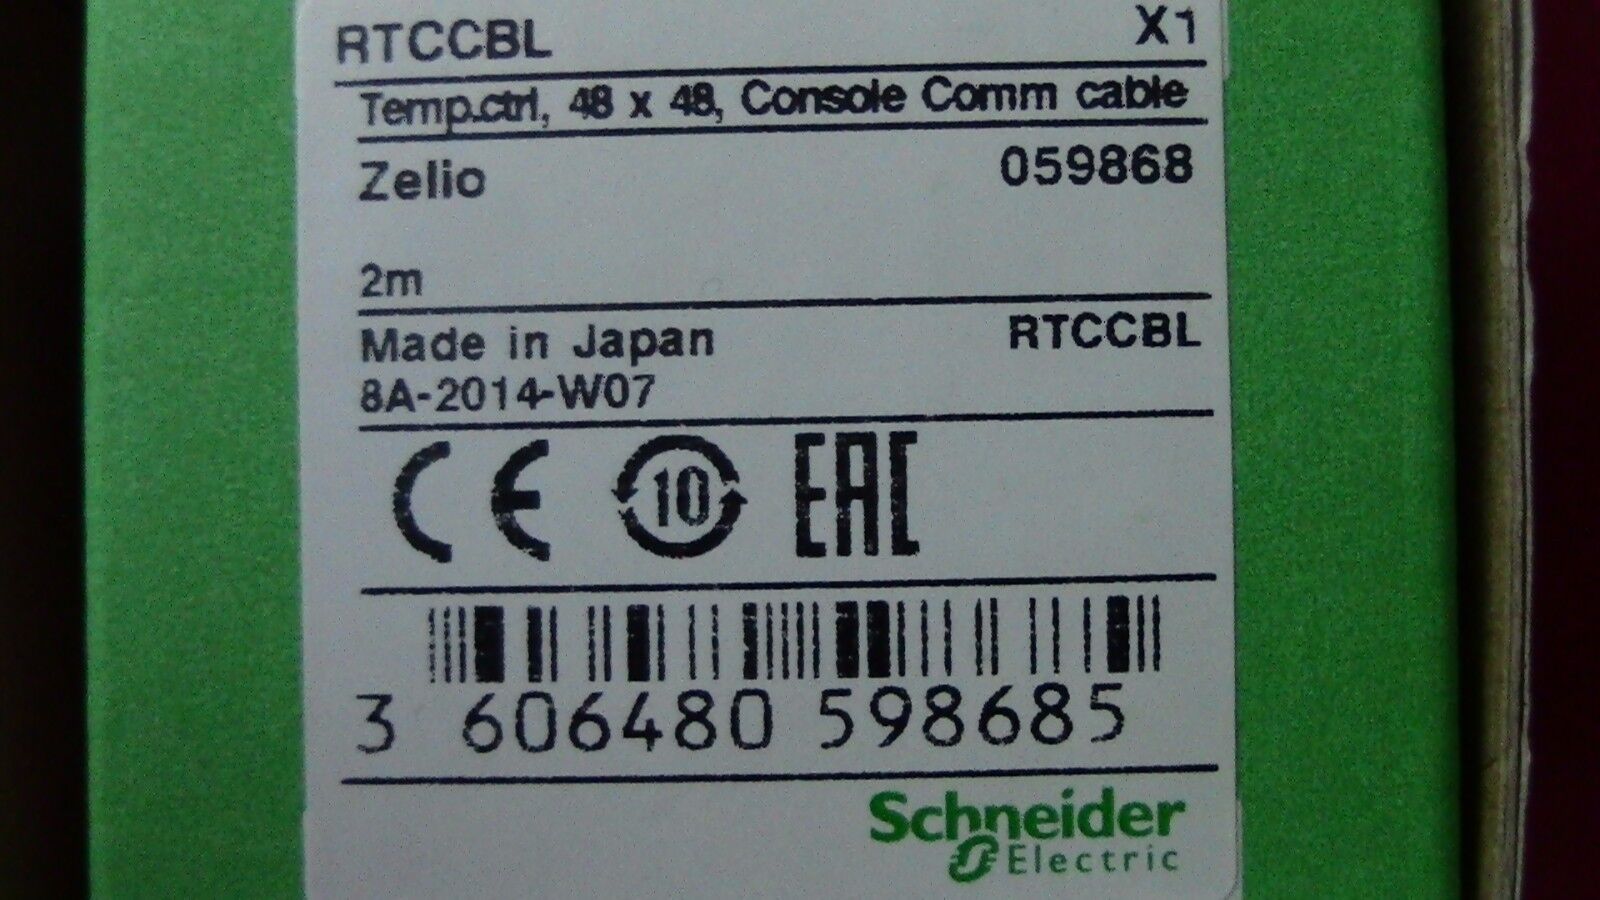 RTCCBL X1
Temp.ctrl, 48 x 48, Console Comm cable
Zelio 059868
2m
Made in Japan RTCCBL
8A-2014-W07
CE 10 EAC
3 606480 598685
Schneider
Electric